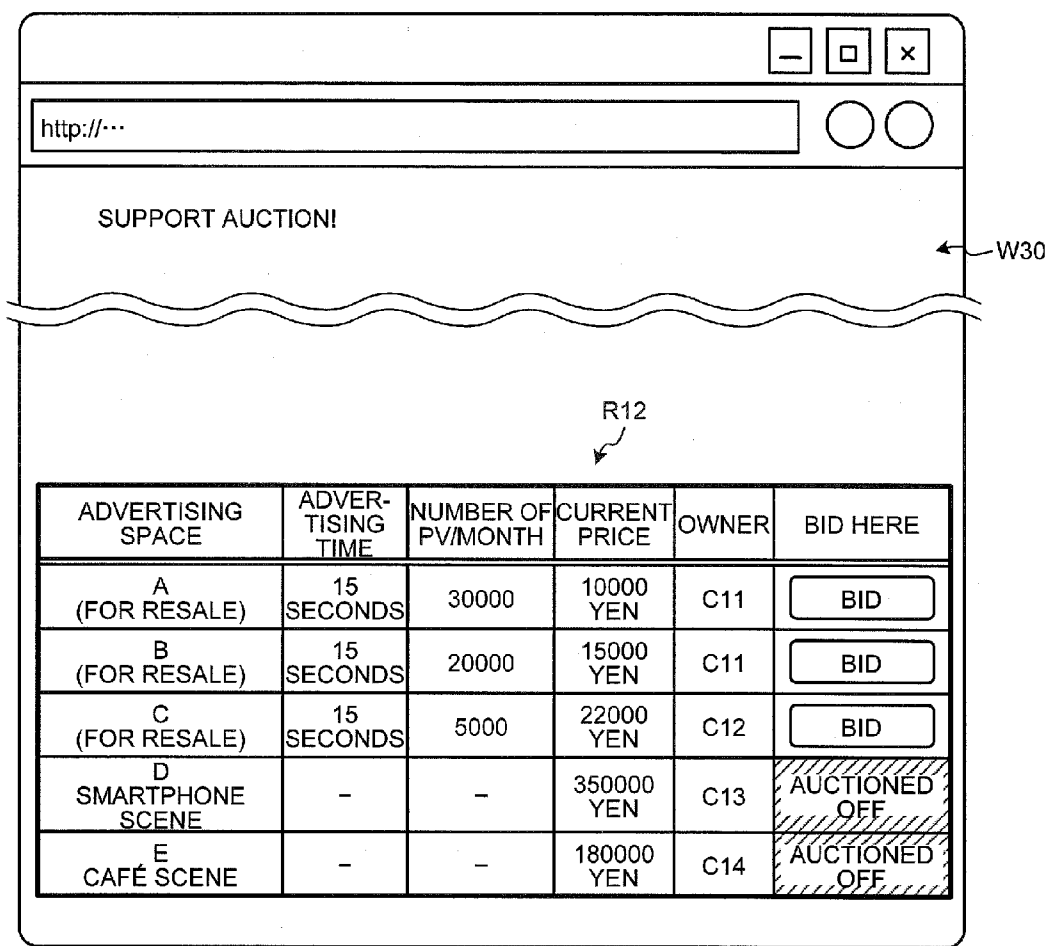 http://…
SUPPORT AUCTION!
W30
R12
ADVERTISING
SPACE
ADVER-
TISING
TIME
NUMBER OF
PV/MONTH
CURRENT
PRICE
OWNER
BID HERE
A
(FOR RESALE)
15
SECONDS
30000
10000
YEN
C11
BID
B
(FOR RESALE)
15
SECONDS
20000
15000
YEN
C11
BID
C
(FOR RESALE)
15
SECONDS
5000
22000
YEN
C12
BID
D
SMARTPHONE
SCENE
–
–
350000
YEN
C13
AUCTIONED
OFF
E
CAFÉ SCENE
–
–
180000
YEN
C14
AUCTIONED
OFF